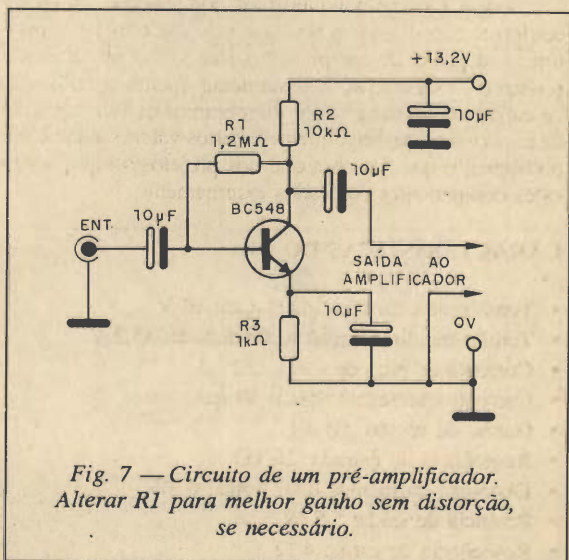 +13,2V
R1
1,2MΩ
R2
10kΩ
10µF
10µF
ENT.
10µF
BC548
SAÍDA AO
AMPLIFICADOR
10µF
R3
1kΩ
0V
Fig. 7 — Circuito de um pré-amplificador.
Alterar R1 para melhor ganho sem distorção,
se necessário.